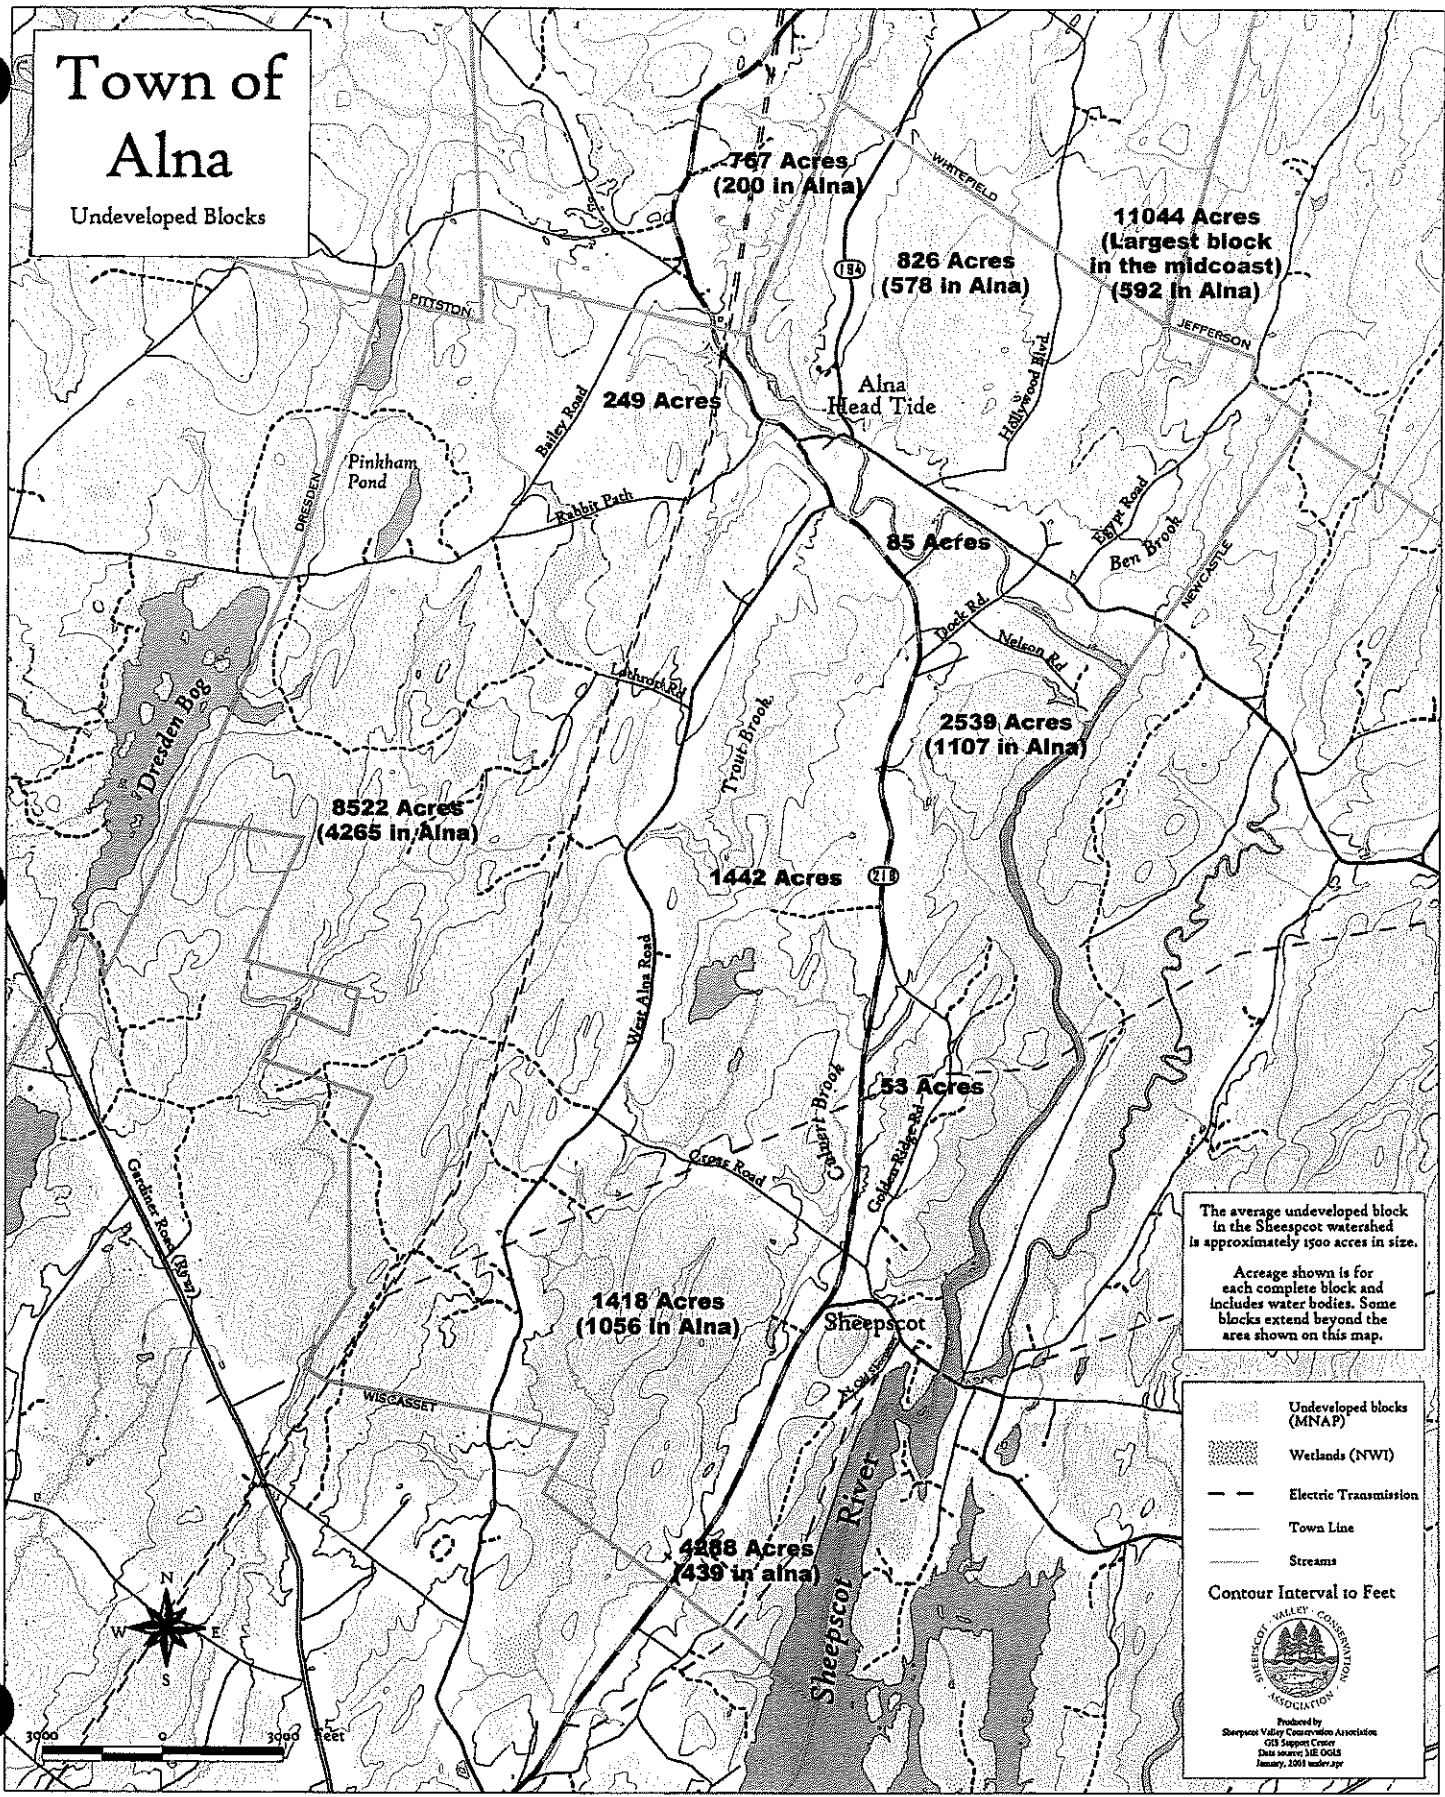 Town of
Alna
Undeveloped Blocks
767 Acres
(200 in Alna)
WHITEFIELD
11044 Acres
(Largest block
in the midcoast)
(592 in Alna)
194
826 Acres
(578 in Alna)
PITTSTON
JEFFERSON
Hollywood Blvd.
Alna
Head Tide
249 Acres
Bailey Road
Pinkham
Pond
DRESDEN
Rabbit Path
Egypt Road
Ben Brook
85 Acres
NEWCASTLE
Dock Rd.
Nelson Rd
Lothrop Rd
Dresden Bog
Trout Brook
2539 Acres
(1107 in Alna)
8522 Acres
(4265 in Alna)
1442 Acres
218
West Alna Road
53 Acres
Golden Ridge Rd
Cross Road
Gardiner Road (Rt 27)
1418 Acres
(1056 in Alna)
Sheepscot
WISCASSET
4288 Acres
(439 in alna)
Sheepscot River
The average undeveloped block
in the Sheespcot watershed
is approximately 1500 acres in size.
Acreage shown is for
each complete block and
includes water bodies. Some
blocks extend beyond the
area shown on this map.
Undeveloped blocks
(MNAP)
Wetlands (NWI)
Electric Transmission
Town Line
Streams
Contour Interval 10 Feet
SHEEPSCOT VALLEY CONSERVATION
ASSOCIATION
Produced by
Sheepscot Valley Conservation Association
GIS Support Center
Data source; ME OGIS
N
W E
S
3000 0 3000 Feet